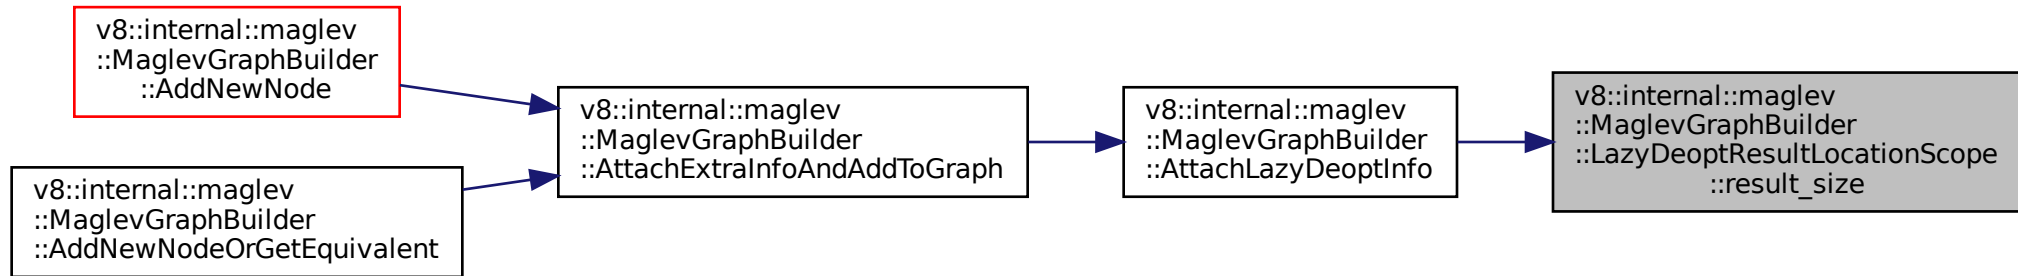 v8::internal::maglev
::MaglevGraphBuilder
::AddNewNode
v8::internal::maglev
::MaglevGraphBuilder
::AddNewNodeOrGetEquivalent
v8::internal::maglev
::MaglevGraphBuilder
::AttachExtraInfoAndAddToGraph
v8::internal::maglev
::MaglevGraphBuilder
::AttachLazyDeoptInfo
v8::internal::maglev
::MaglevGraphBuilder
::LazyDeoptResultLocationScope
::result_size